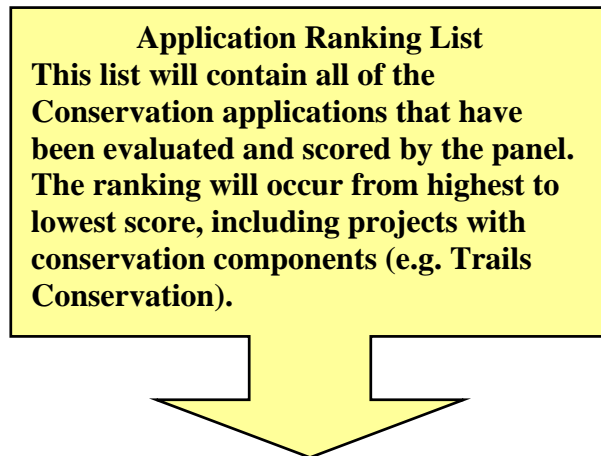 Application Ranking List
This list will contain all of the
Conservation applications that have
been evaluated and scored by the panel.
The ranking will occur from highest to
lowest score, including projects with
conservation components (e.g. Trails
Conservation).